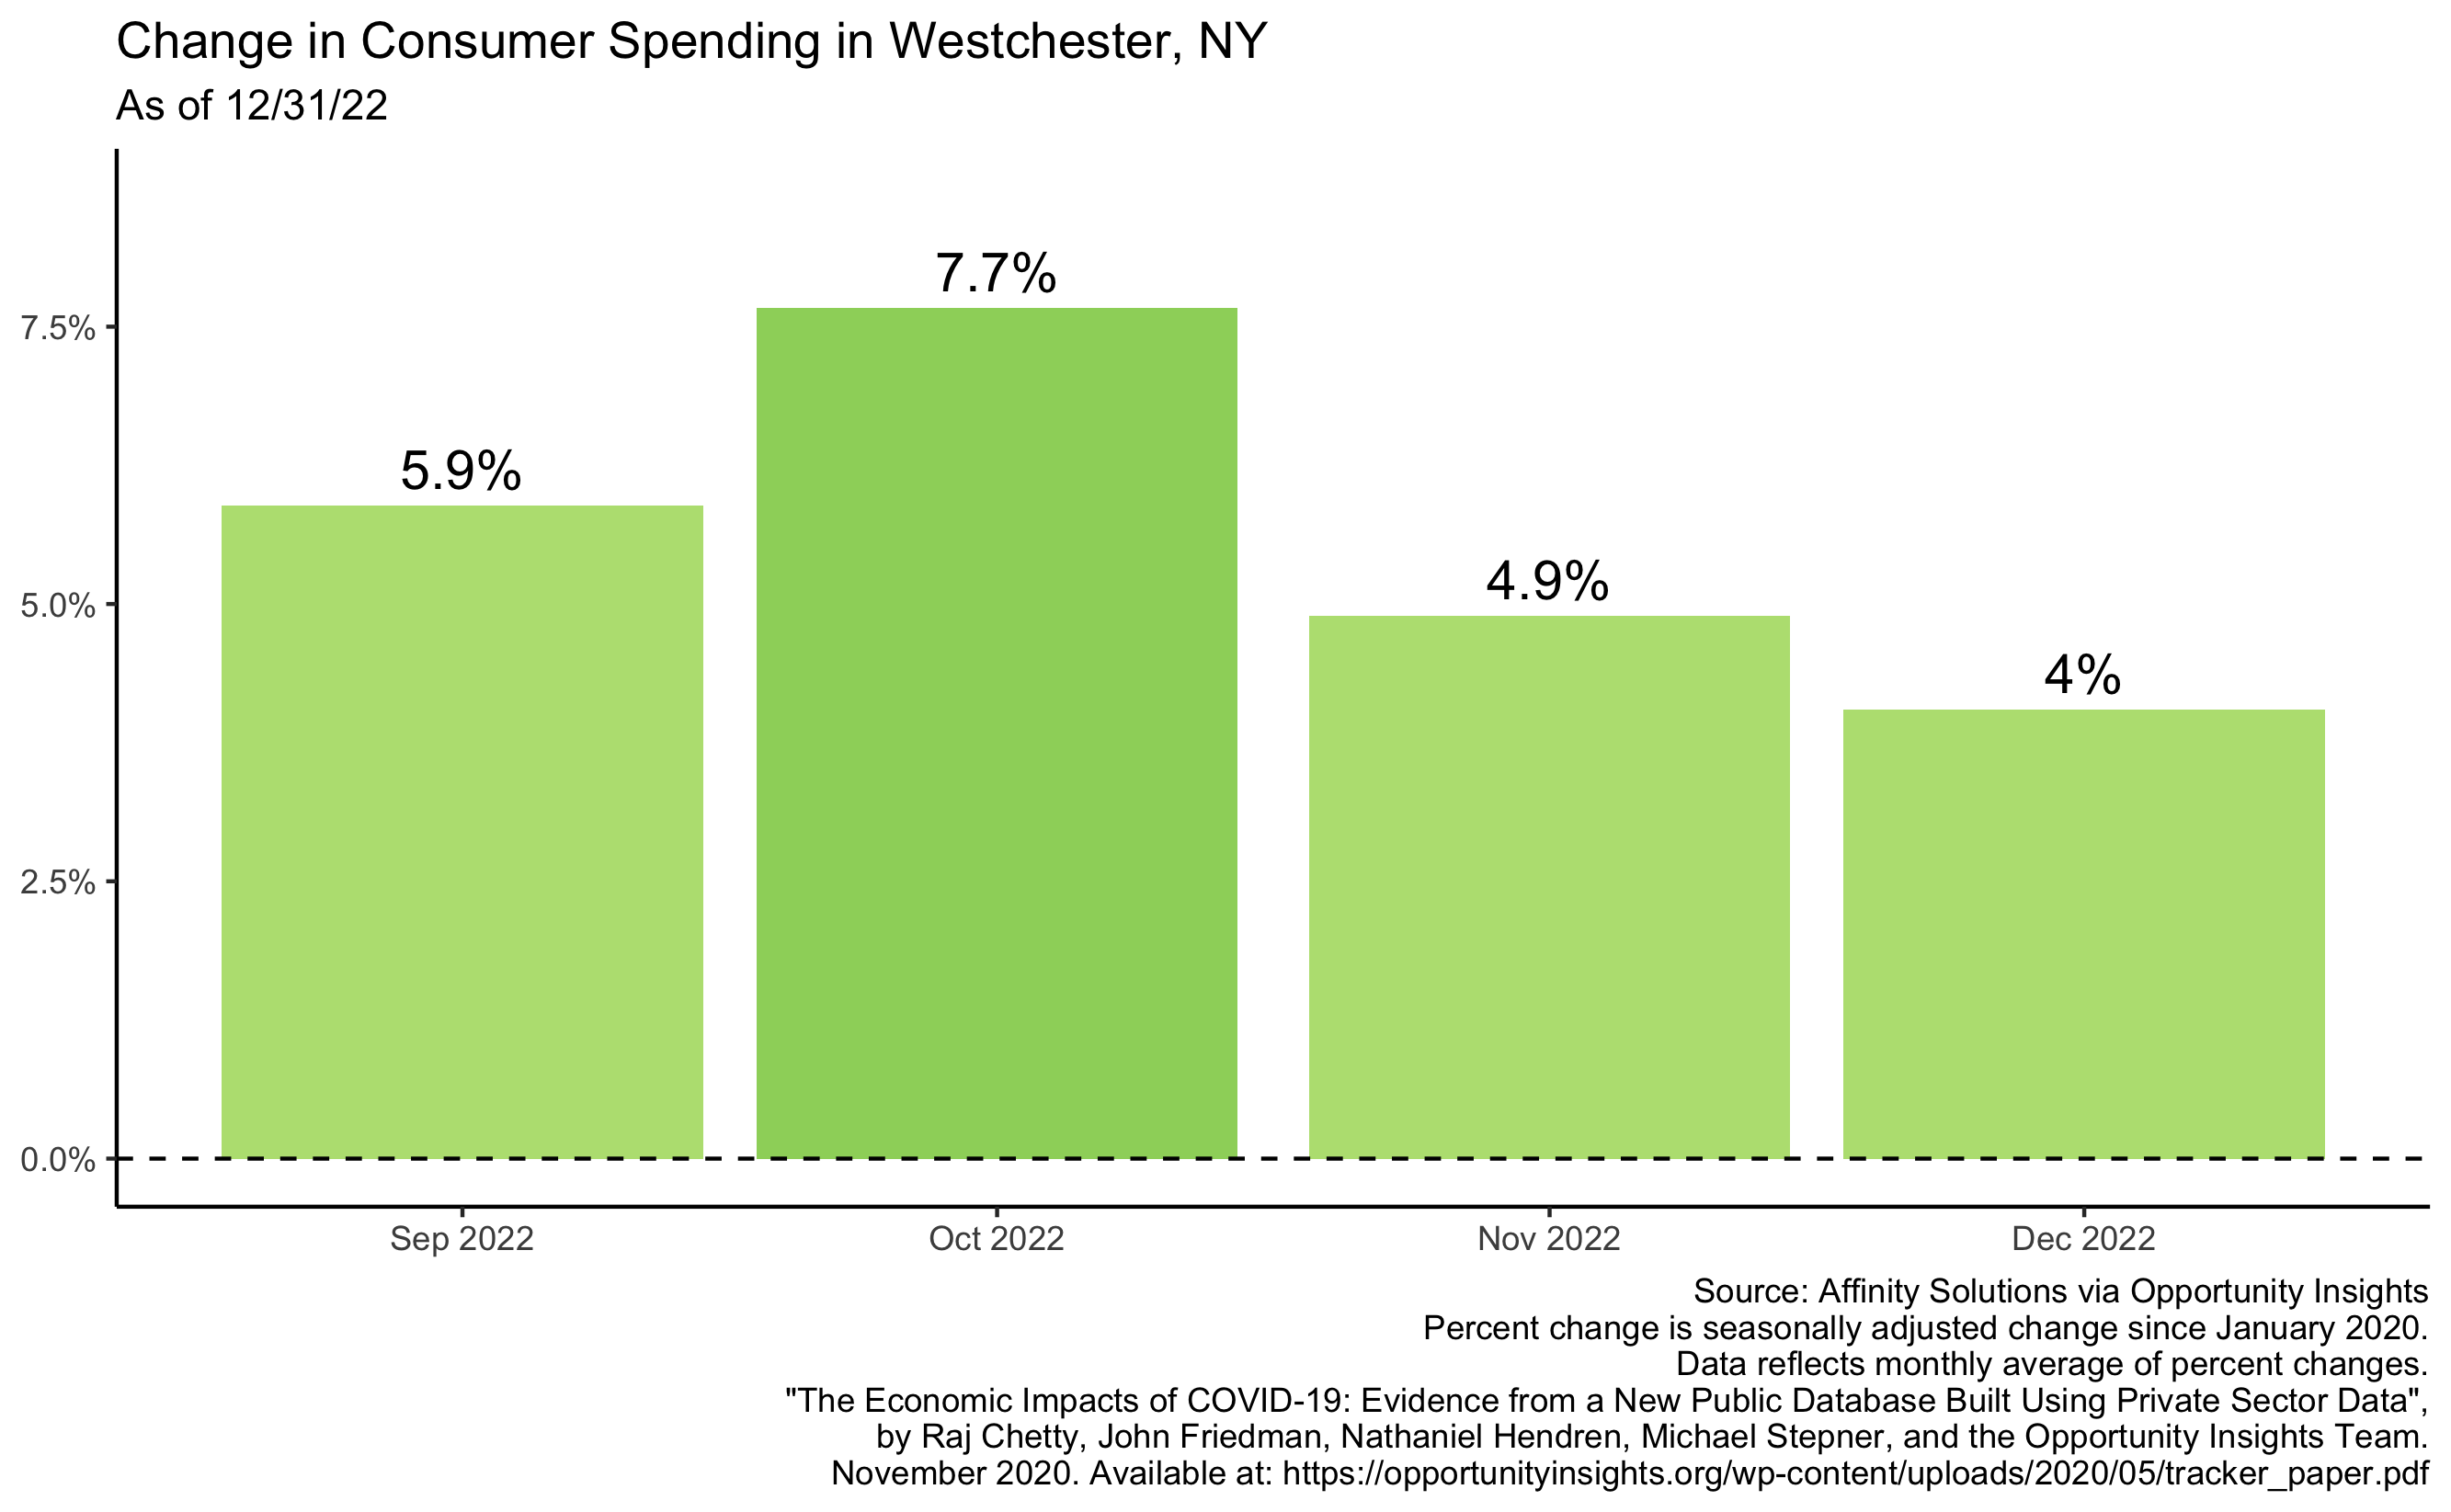 Change in Consumer Spending in Westchester, NY
As of 12/31/22
7.7%
7.5%
5.9%
5.0%
4.9%
4%
2.5%
0.0%
Sep 2022 Oct 2022 Nov 2022 Dec 2022
Source: Affinity Solutions via Opportunity Insights
Percent change is seasonally adjusted change since January 2020.
Data reflects monthly average of percent changes.
"The Economic Impacts of COVID-19: Evidence from a New Public Database Built Using Private Sector Data",
by Raj Chetty, John Friedman, Nathaniel Hendren, Michael Stepner, and the Opportunity Insights Team.
November 2020. Available at: https://opportunityinsights.org/wp-content/uploads/2020/05/tracker_paper.pdf